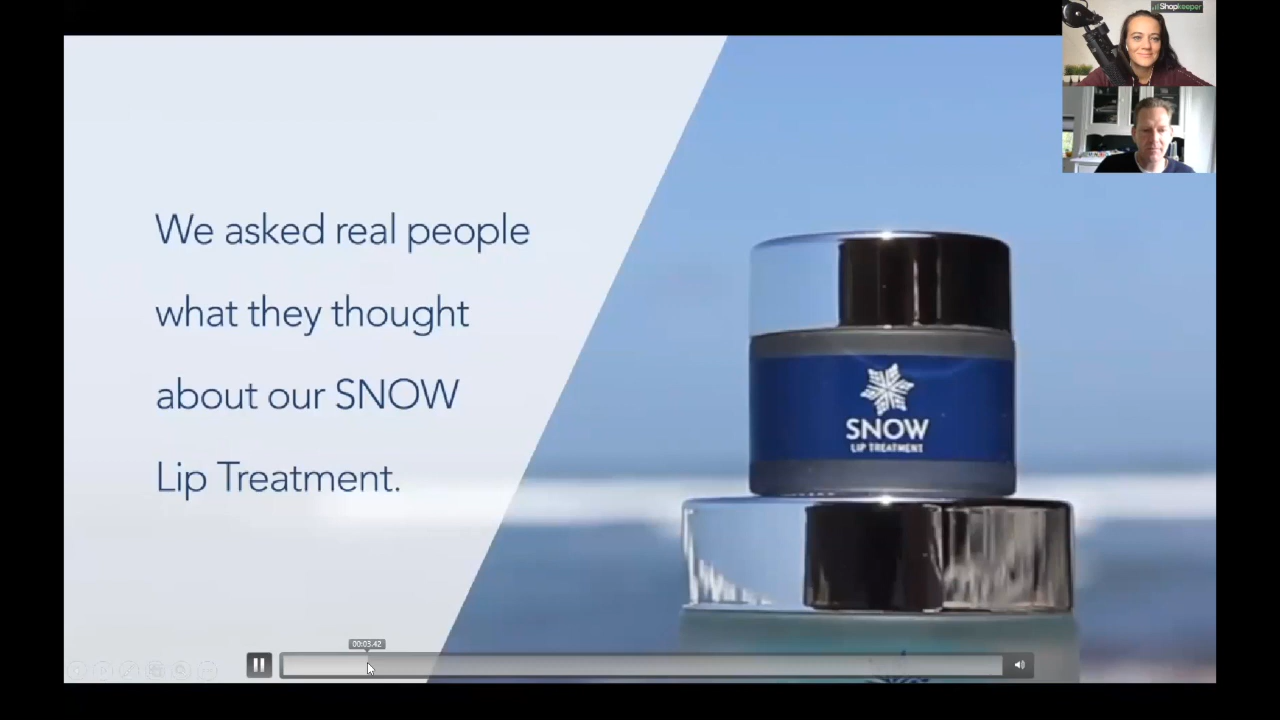 Shopkeeper
We asked real people
what they thought
about our SNOW
Lip Treatment.
SNOW
LIP TREATMENT
00:03.42